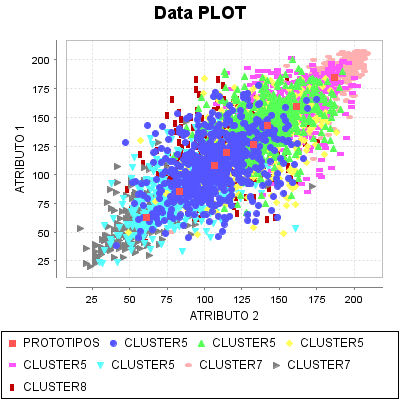 Data PLOT
ATRIBUTO 1
200
175
150
125
100
75
50
25
25 50 75 100 125 150 175 200
ATRIBUTO 2
PROTOTIPOS CLUSTER5 CLUSTER5 CLUSTER5
CLUSTER5 CLUSTER5 CLUSTER7 CLUSTER7
CLUSTER8